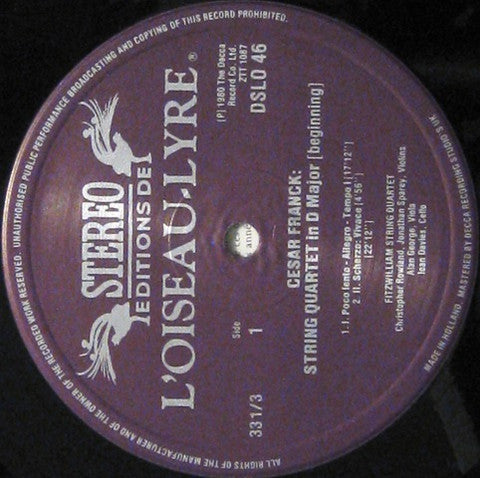 ALL RIGHTS OF THE MANUFACTURER AND OF THE OWNER OF THE RECORDED WORK RESERVED. UNAUTHORISED PUBLIC PERFORMANCE BROADCASTING AND COPYING OF THIS RECORD PROHIBITED.
STEREO
EDITIONS DE
L'OISEAU-LYRE®
[P] 1980 The Decca
Record Co. Ltd.
ZTT 1087
DSLO 46
Side
1
33 1/3
CESAR FRANCK:
STRING QUARTET in D Major [beginning]
1. I. Poco lento - Allegro - Tempo I [17'12"]
2 II. Scherzo: Vivace [4'56"]
[22'12"]
FITZWILLIAM STRING QUARTET
Christopher Rowland, Jonathan Sparey, Violins
Alan George, Viola
Ioan Davies, Cello
MADE IN HOLLAND. MASTERED BY DECCA RECORDING STUDIO'S UK